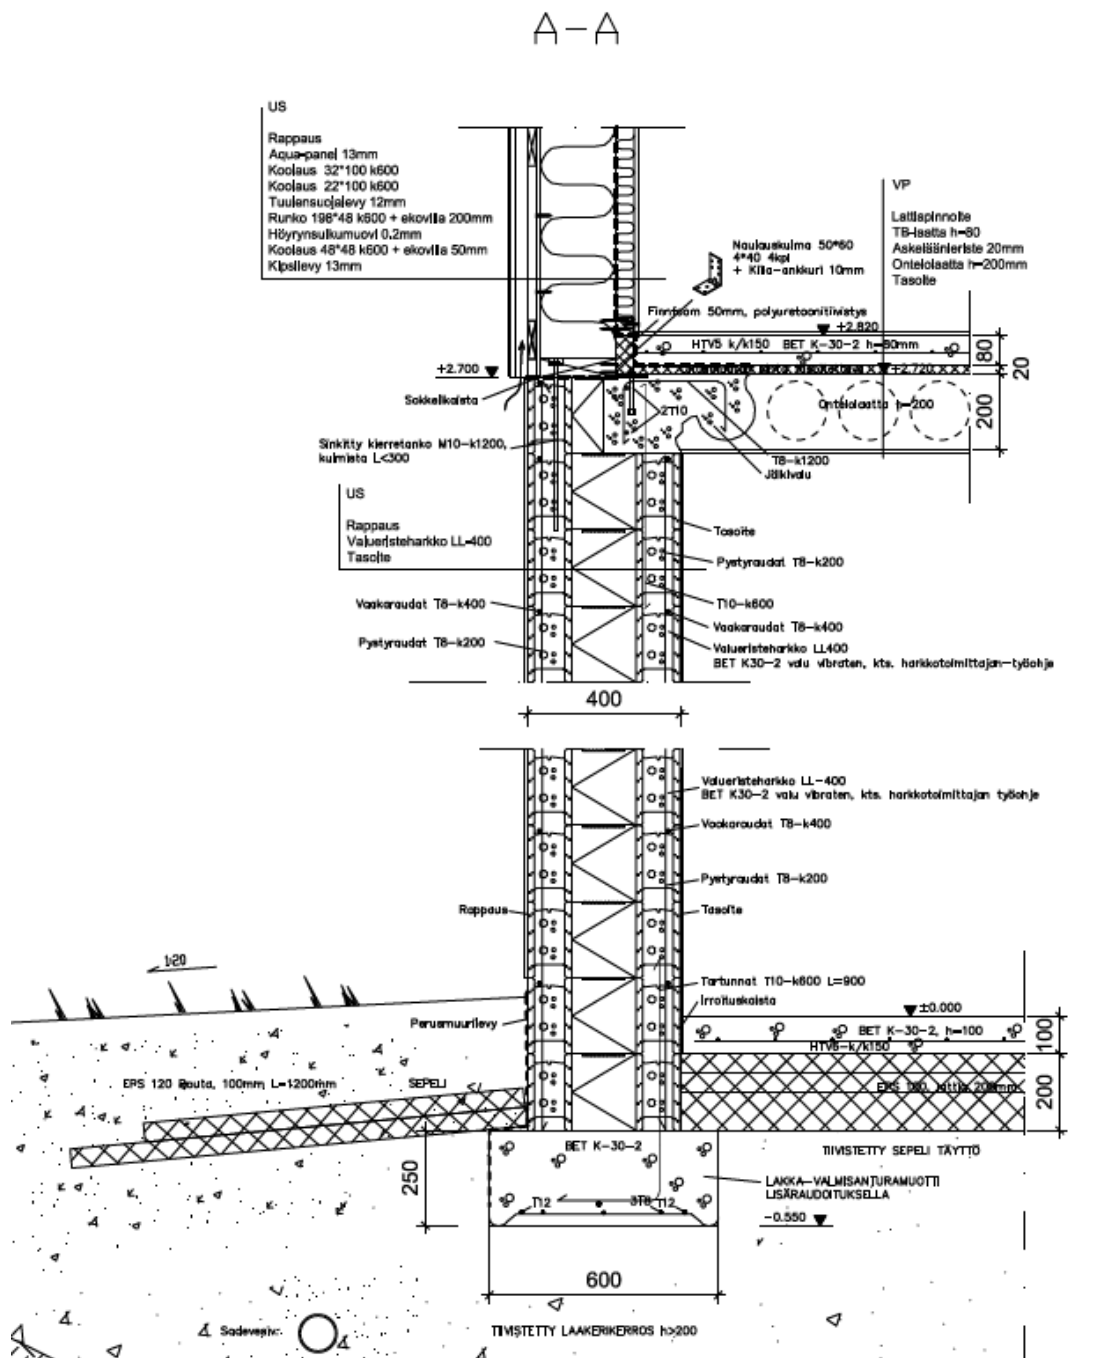 A-A
US
Rappaus
Aqua-panel 13mm
Koolaus 32*100 k600
Koolaus 22*100 k600
Tuulensuojalevy 12mm
Runko 198*48 k600 + ekovilla 200mm
Höyrynsulkumuovi 0.2mm
Koolaus 48*48 k600 + ekovilla 50mm
Kipsilevy 13mm
VP
Lattiapinnoite
TB-laatta h=80
Askeläänieriste 20mm
Ontelolaatta h=200mm
Tasoite
Naulauskulma 50*60
4*40 4kpl
+ Kiila-ankkuri 10mm
Finnfoam 50mm, polyuretaanitiivistys
+2.820
HTV5 k/k150 BET K-30-2 h=80mm
80
20
+2.700
+2.720
Sokkelikaista
2T10
Ontelolaatta h=200
200
Sinkitty kierretanko M10-k1200,
kulmista L<300
T8-k1200
Jälkivalu
US
Rappaus
Valueristeharkko LL-400
Tasoite
Tasoite
Pystyraudat T8-k200
T10-k600
Vaakaraudat T8-k400
Vaakaraudat T8-k400
Pystyraudat T8-k200
Valueristeharkko LL400
BET K30-2 valu vibraten, kts. harkkotoimittajan-työohje
400
Valueristeharkko LL-400
BET K30-2 valu vibraten, kts. harkkotoimittajan työohje
Vaakaraudat T8-k400
Pystyraudat T8-k200
Rappaus
Tasoite
1:20
Tartunnat T10-k600 L=900
Irroituskaista
±0.000
Perusmuurilevy
BET K-30-2, h=100
HTV6-k/k150
100
EPS 120 Routa, 100mm L=1200mm
SEPELI
EPS 100, lattia 200mm
200
BET K-30-2
TIIVISTETTY SEPELI TÄYTTÖ
250
LAKKA-VALMISANTURAMUOTTI
LISÄRAUDOITUKSELLA
T12
3T8
T12
-0.550
600
Sadevesiv.
TIIVISTETTY LAAKERIKERROS h>200